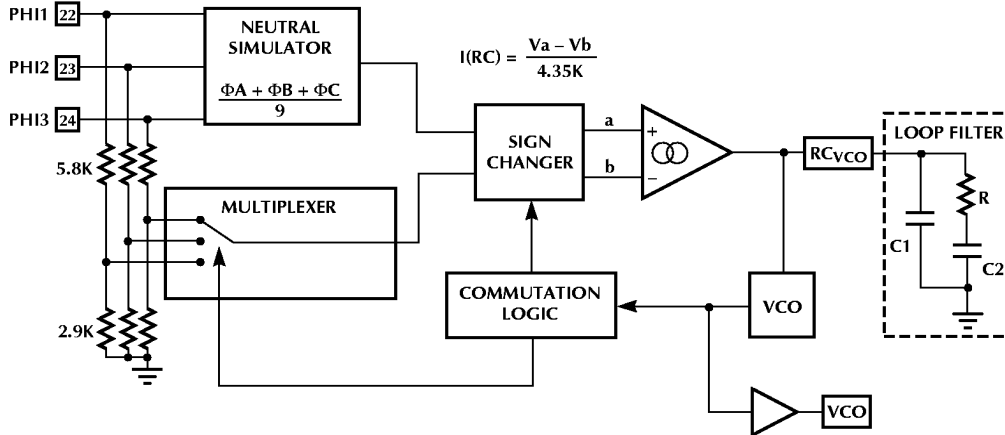 PHI1 22
PHI2 23
PHI3 24
NEUTRAL
SIMULATOR
ΦA + ΦB + ΦC
9
I(RC) = Va – Vb
4.35K
5.8K
2.9K
MULTIPLEXER
SIGN
CHANGER
a
b
+
–
RCVCO
LOOP FILTER
R
C1
C2
COMMUTATION
LOGIC
VCO
VCO